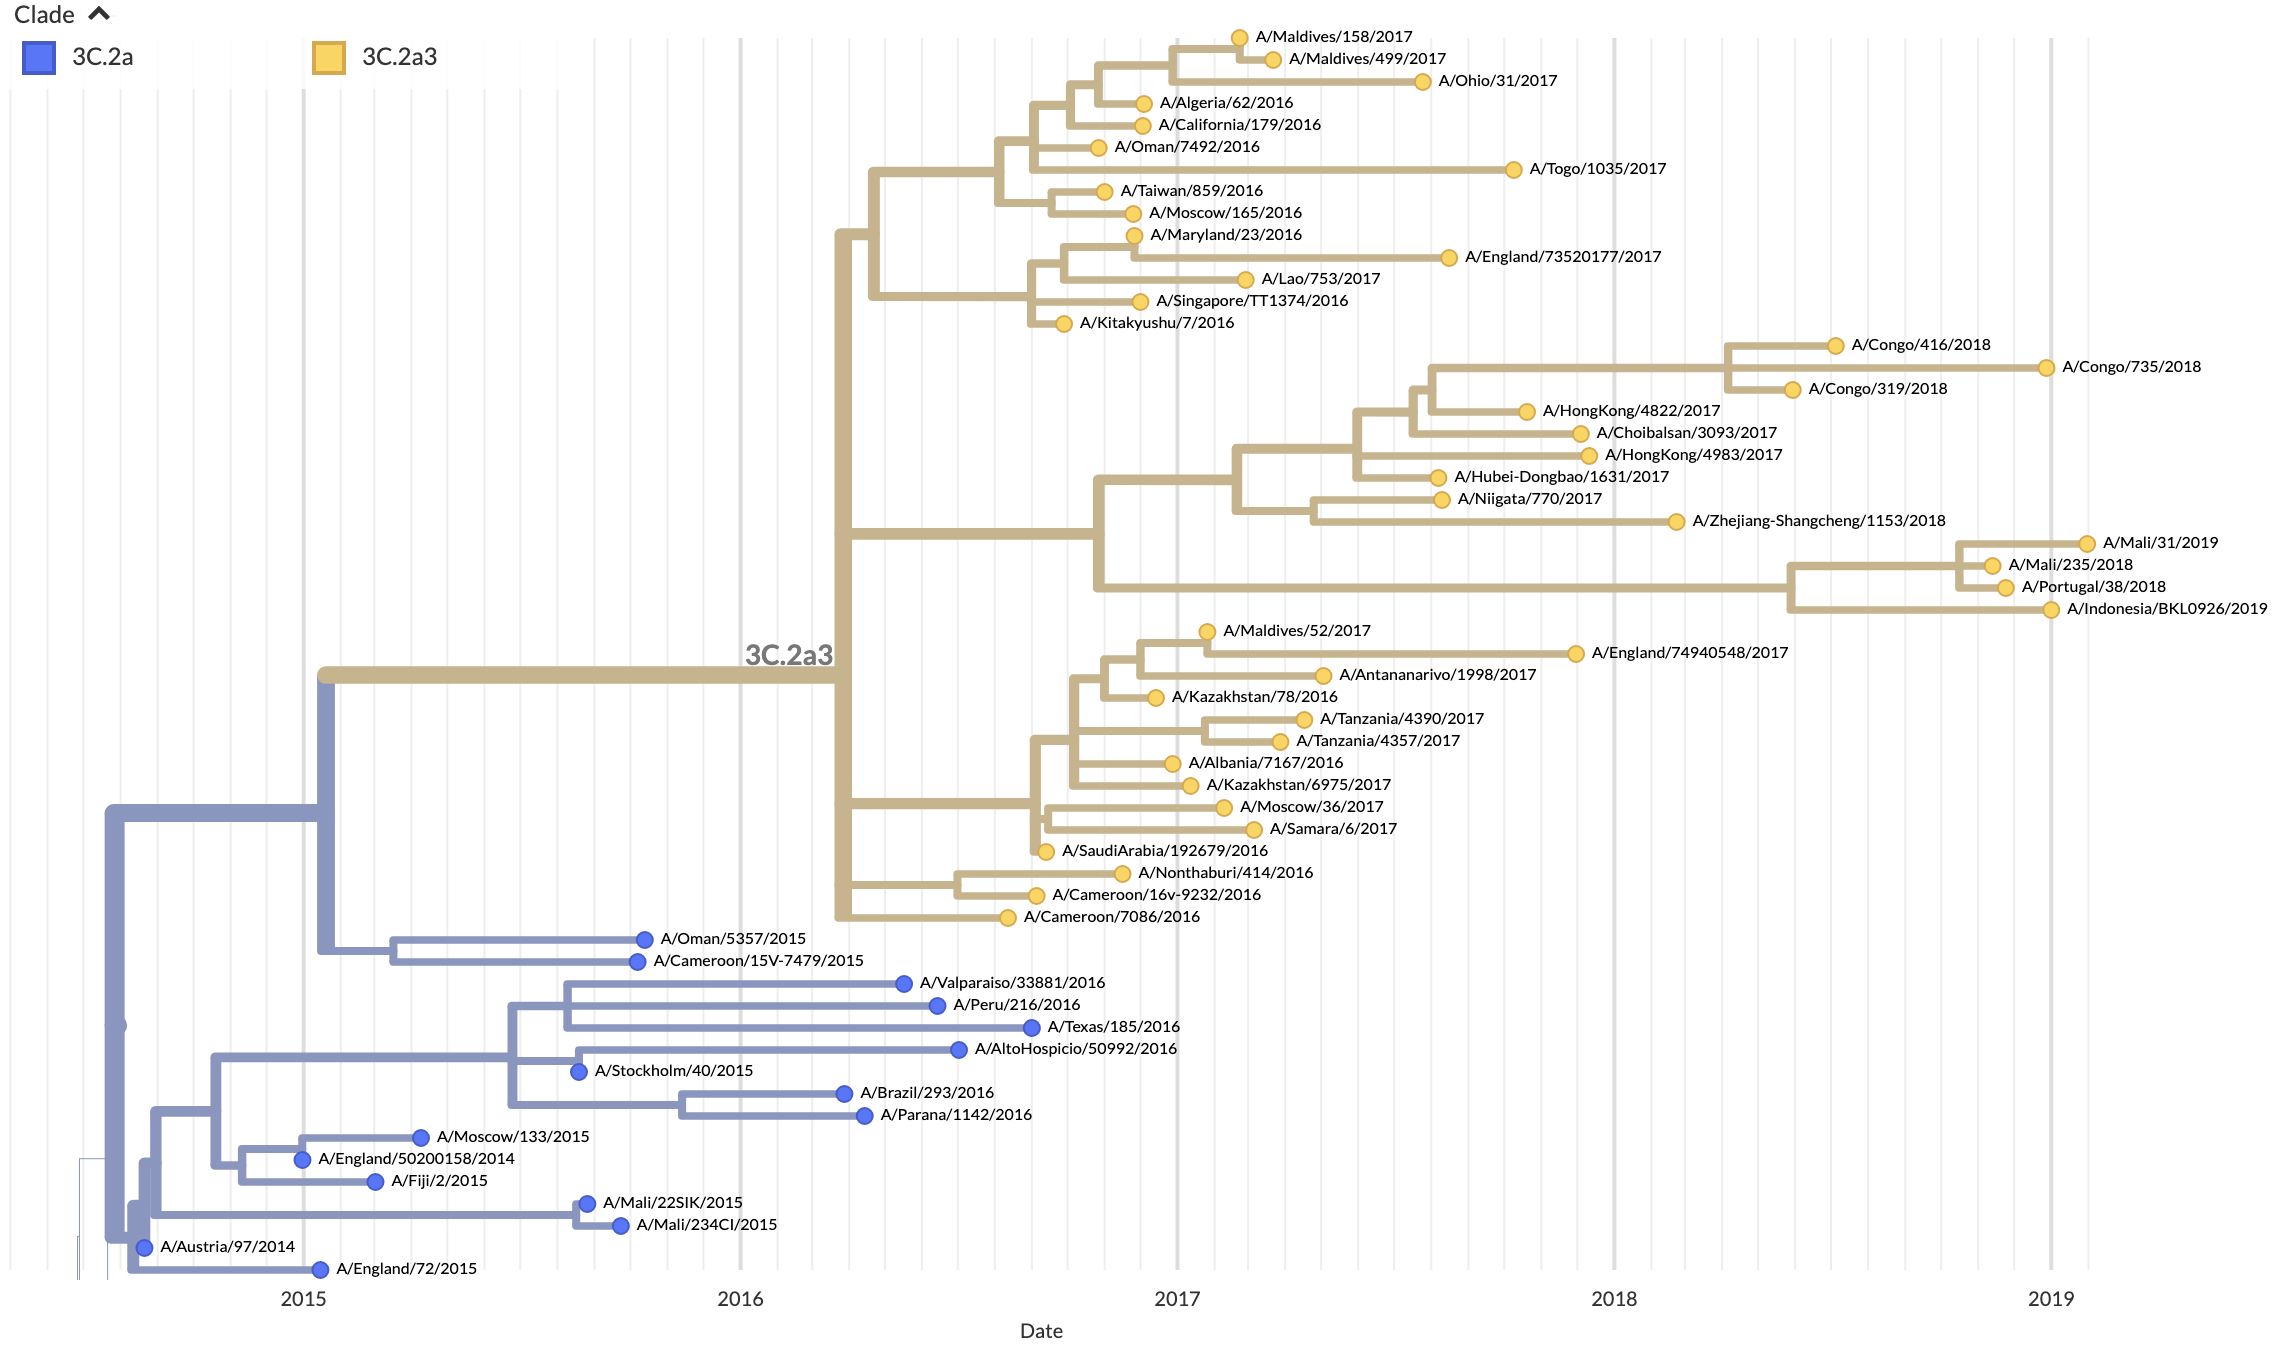 Clade
3C.2a 3C.2a3
A/Maldives/158/2017
A/Maldives/499/2017
A/Ohio/31/2017
A/Algeria/62/2016
A/California/179/2016
A/Oman/7492/2016
A/Togo/1035/2017
A/Taiwan/859/2016
A/Moscow/165/2016
A/Maryland/23/2016
A/England/73520177/2017
A/Lao/753/2017
A/Singapore/TT1374/2016
A/Kitakyushu/7/2016
A/Congo/416/2018
A/Congo/735/2018
A/Congo/319/2018
A/HongKong/4822/2017
A/Choibalsan/3093/2017
A/HongKong/4983/2017
A/Hubei-Dongbao/1631/2017
A/Niigata/770/2017
A/Zhejiang-Shangcheng/1153/2018
A/Mali/31/2019
A/Mali/235/2018
A/Portugal/38/2018
A/Indonesia/BKL0926/2019
A/Maldives/52/2017
3C.2a3
A/England/74940548/2017
A/Antananarivo/1998/2017
A/Kazakhstan/78/2016
A/Tanzania/4390/2017
A/Tanzania/4357/2017
A/Albania/7167/2016
A/Kazakhstan/6975/2017
A/Moscow/36/2017
A/Samara/6/2017
A/SaudiArabia/192679/2016
A/Nonthaburi/414/2016
A/Cameroon/16v-9232/2016
A/Cameroon/7086/2016
A/Oman/5357/2015
A/Cameroon/15V-7479/2015
A/Valparaiso/33881/2016
A/Peru/216/2016
A/Texas/185/2016
A/AltoHospicio/50992/2016
A/Stockholm/40/2015
A/Brazil/293/2016
A/Parana/1142/2016
A/Moscow/133/2015
A/England/50200158/2014
A/Fiji/2/2015
A/Mali/22SIK/2015
A/Mali/234CI/2015
A/Austria/97/2014
A/England/72/2015
2015 2016 2017 2018 2019
Date